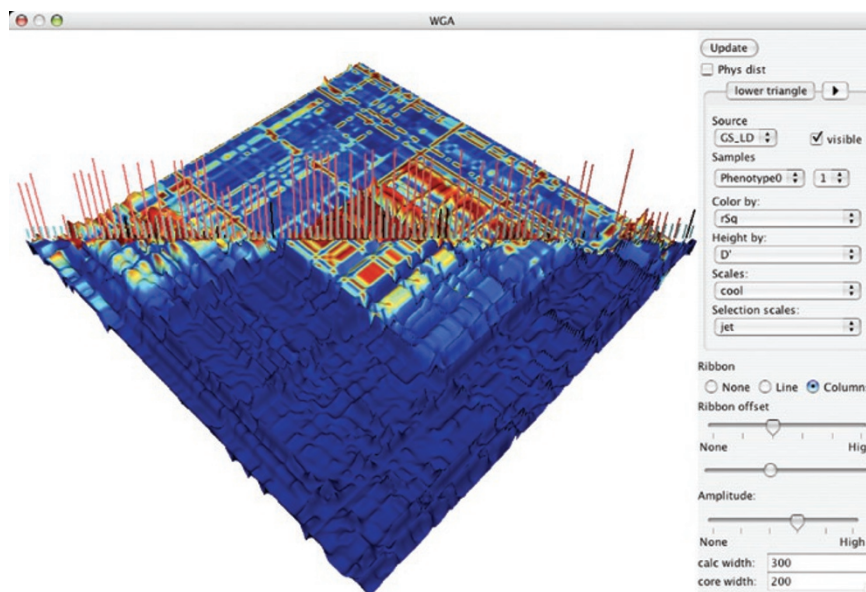 WGA
Update
Phys dist
lower triangle
Source
GS_LD
visible
Samples
Phenotype0 1
Color by:
rSq
Height by:
D'
Scales:
cool
Selection scales:
jet
Ribbon
None Line Column
Ribbon offset
None High
Amplitude:
None High
calc width: 300
core width: 200